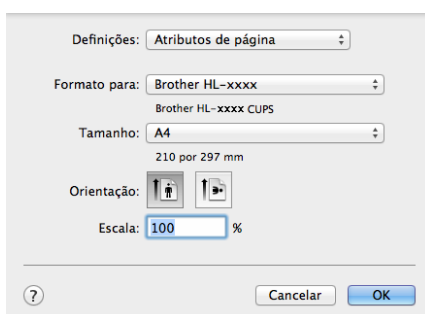 Definições: Atributos de página
Formato para: Brother HL-xxxx
Brother HL-xxxx CUPS
Tamanho: A4
210 por 297 mm
Orientação:
Escala: 100 %
? Cancelar OK